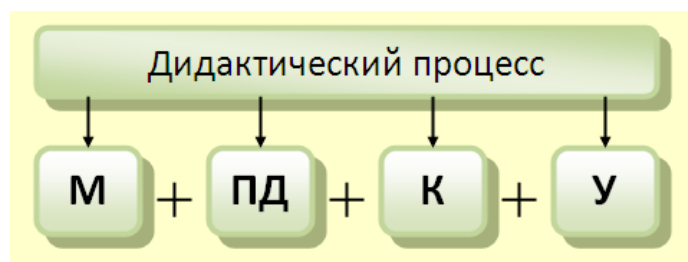 Дидактический процесс
М + ПД + К + У